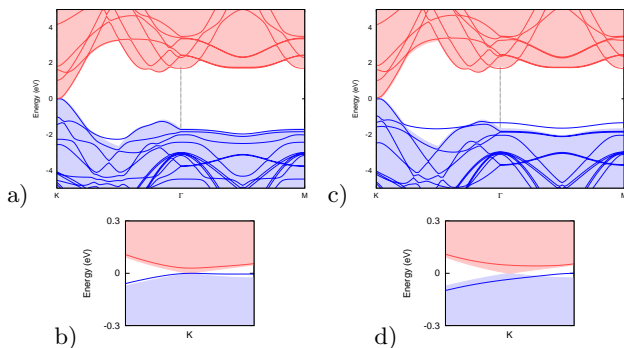 a)
Energy (eV)
4
2
0
-2
-4
K Γ M
c)
Energy (eV)
4
2
0
-2
-4
K Γ M
b)
Energy (eV)
0.3
0
-0.3
K
d)
Energy (eV)
0.3
0
-0.3
K